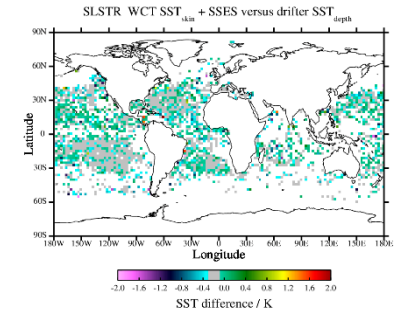 SLSTR WCT SST skin + SSES versus drifter SST depth
90N
60N
30N
0
30S
60S
90S
Latitude
180W 150W 120W 90W 60W 30W 0 30E 60E 90E 120E 150E 180E
Longitude
-2.0 -1.6 -1.2 -0.8 -0.4 0.0 0.4 0.8 1.2 1.6 2.0
SST difference / K